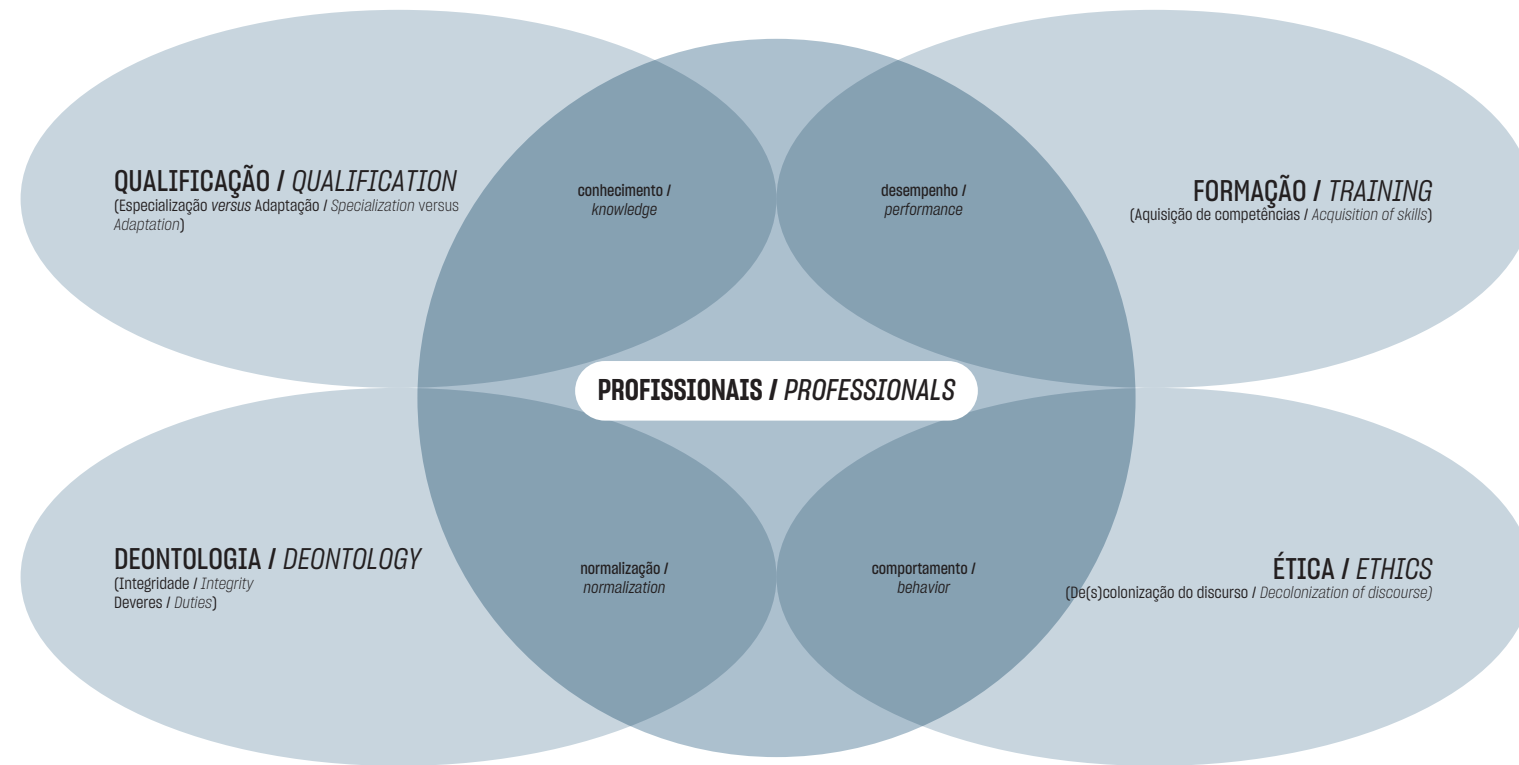 QUALIFICAÇÃO / QUALIFICATION
(Especialização versus Adaptação / Specialization versus
Adaptation)
conhecimento /
knowledge
desempenho /
performance
FORMAÇÃO / TRAINING
(Aquisição de competências / Acquisition of skills)
PROFISSIONAIS / PROFESSIONALS
DEONTOLOGIA / DEONTOLOGY
(Integridade / Integrity
Deveres / Duties)
normalização /
normalization
comportamento /
behavior
ÉTICA / ETHICS
(De(s)colonização do discurso / Decolonization of discourse)